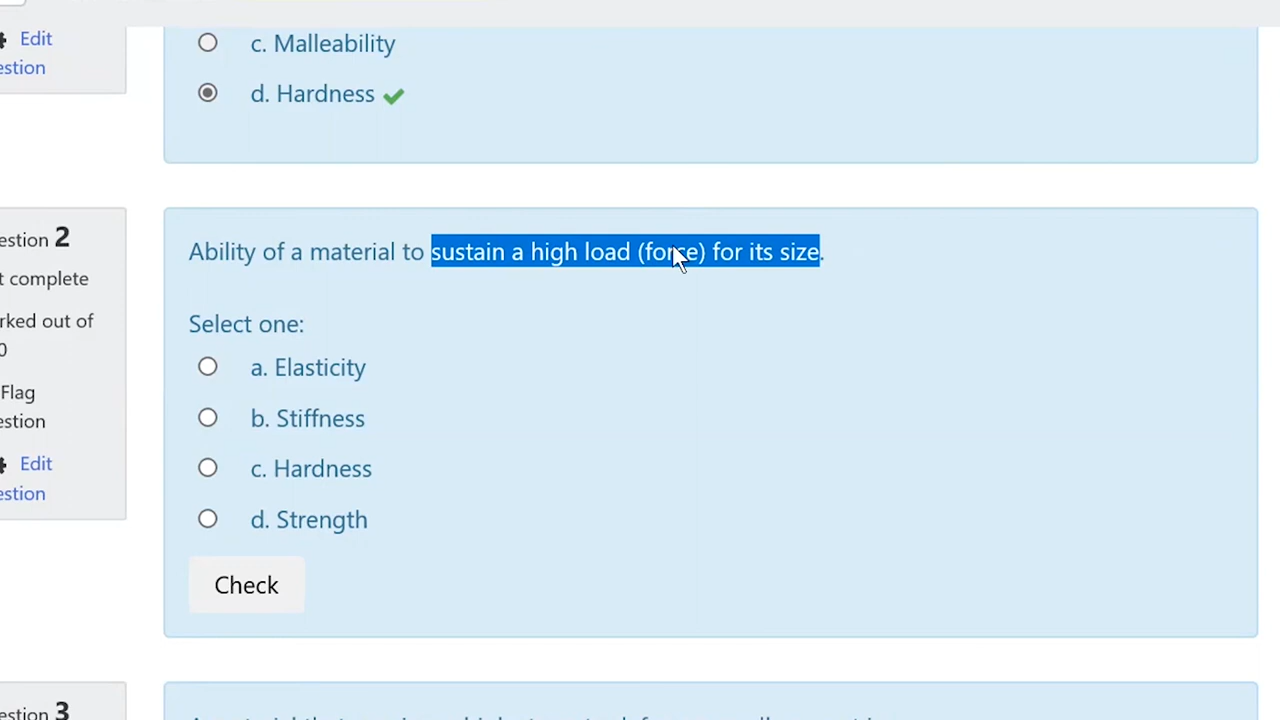 Edit
estion
c. Malleability
d. Hardness
estion 2
t complete
rked out of
0
Flag
estion
Edit
estion
Ability of a material to sustain a high load (force) for its size.
Select one:
a. Elasticity
b. Stiffness
c. Hardness
d. Strength
Check
estion 3